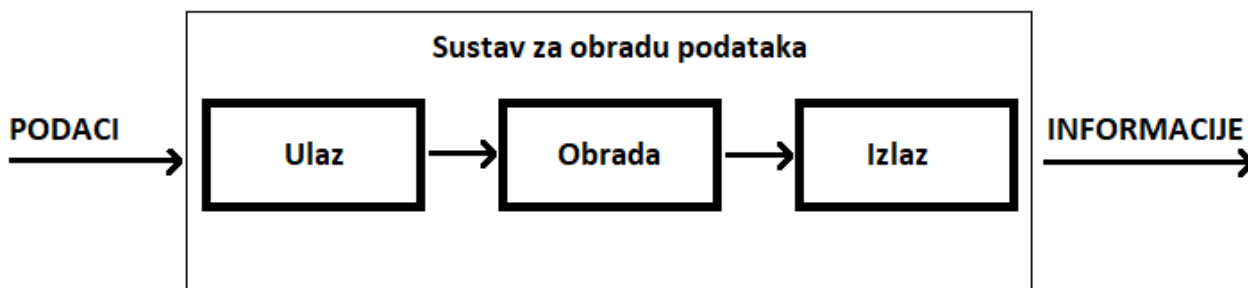 Sustav za obradu podataka
PODACI
Ulaz
Obrada
Izlaz
INFORMACIJE